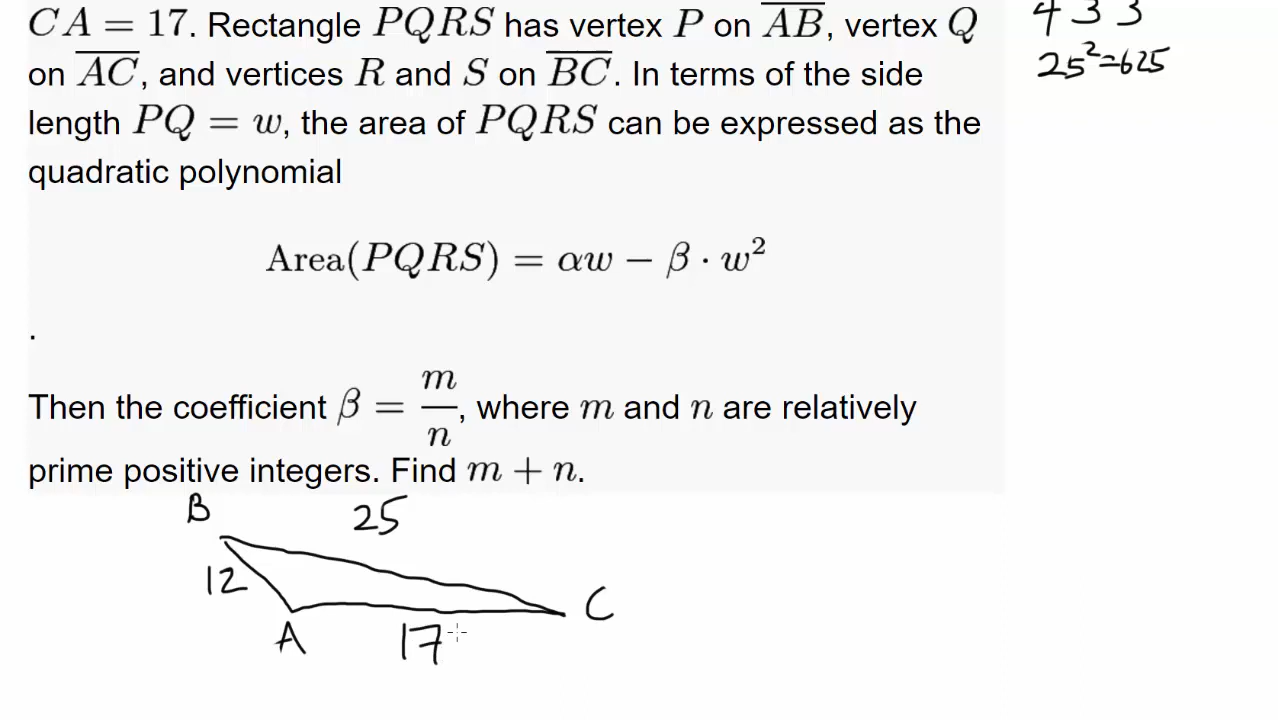 CA = 17. Rectangle PQRS has vertex P on AB, vertex Q
on AC, and vertices R and S on BC. In terms of the side
length PQ = w, the area of PQRS can be expressed as the
quadratic polynomial
Area(PQRS) = αw − β · w²
.
Then the coefficient β = m/n, where m and n are relatively
prime positive integers. Find m + n.
4 3 3
25²=625
B
25
12
C
A
17